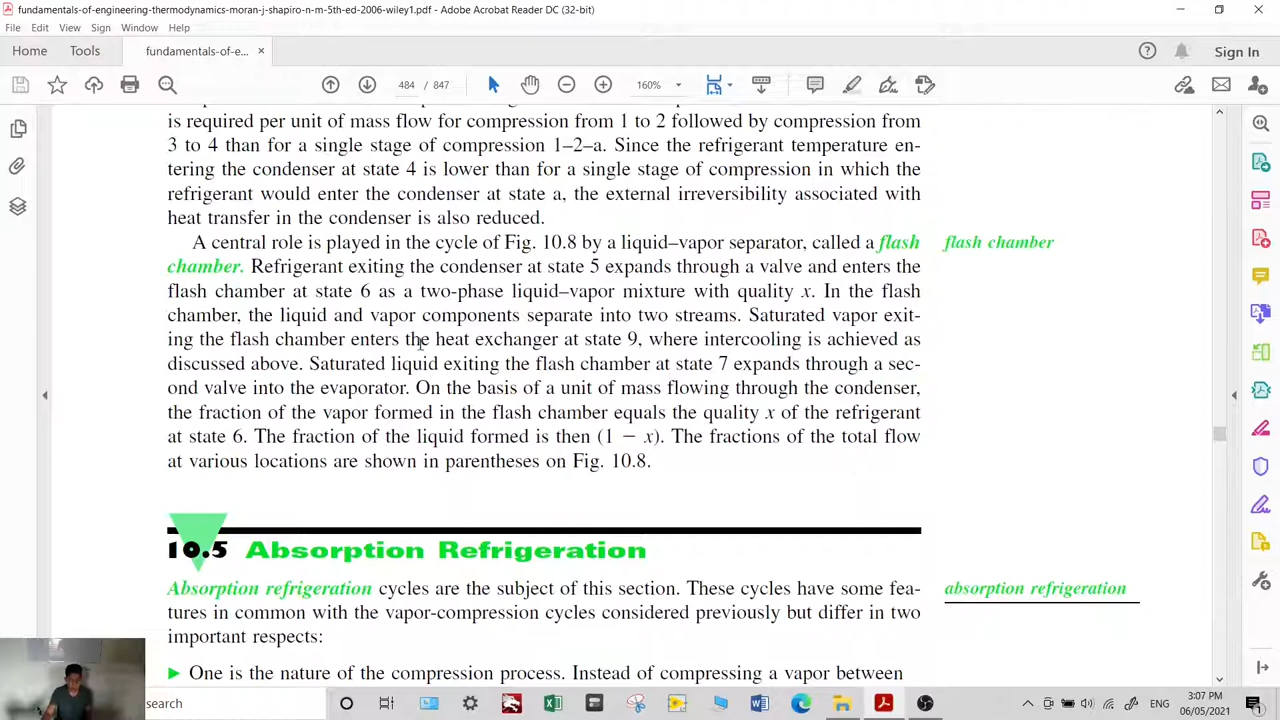 fundamentals-of-engineering-thermodynamics-moran-j-shapiro-n-m-5th-ed-2006-wiley1.pdf - Adobe Acrobat Reader DC (32-bit)
File Edit View Sign Window Help
Home Tools fundamentals-of-e... × Sign In
484 / 847 160%
is required per unit of mass flow for compression from 1 to 2 followed by compression from
3 to 4 than for a single stage of compression 1–2–a. Since the refrigerant temperature en-
tering the condenser at state 4 is lower than for a single stage of compression in which the
refrigerant would enter the condenser at state a, the external irreversibility associated with
heat transfer in the condenser is also reduced.
A central role is played in the cycle of Fig. 10.8 by a liquid–vapor separator, called a flash
flash chamber
chamber. Refrigerant exiting the condenser at state 5 expands through a valve and enters the
flash chamber at state 6 as a two-phase liquid–vapor mixture with quality x. In the flash
chamber, the liquid and vapor components separate into two streams. Saturated vapor exit-
ing the flash chamber enters the heat exchanger at state 9, where intercooling is achieved as
discussed above. Saturated liquid exiting the flash chamber at state 7 expands through a sec-
ond valve into the evaporator. On the basis of a unit of mass flowing through the condenser,
the fraction of the vapor formed in the flash chamber equals the quality x of the refrigerant
at state 6. The fraction of the liquid formed is then (1 − x). The fractions of the total flow
at various locations are shown in parentheses on Fig. 10.8.
10.5 Absorption Refrigeration
Absorption refrigeration cycles are the subject of this section. These cycles have some fea-
absorption refrigeration
tures in common with the vapor-compression cycles considered previously but differ in two
important respects:
▶ One is the nature of the compression process. Instead of compressing a vapor between
search
ENG
3:07 PM
06/05/2021